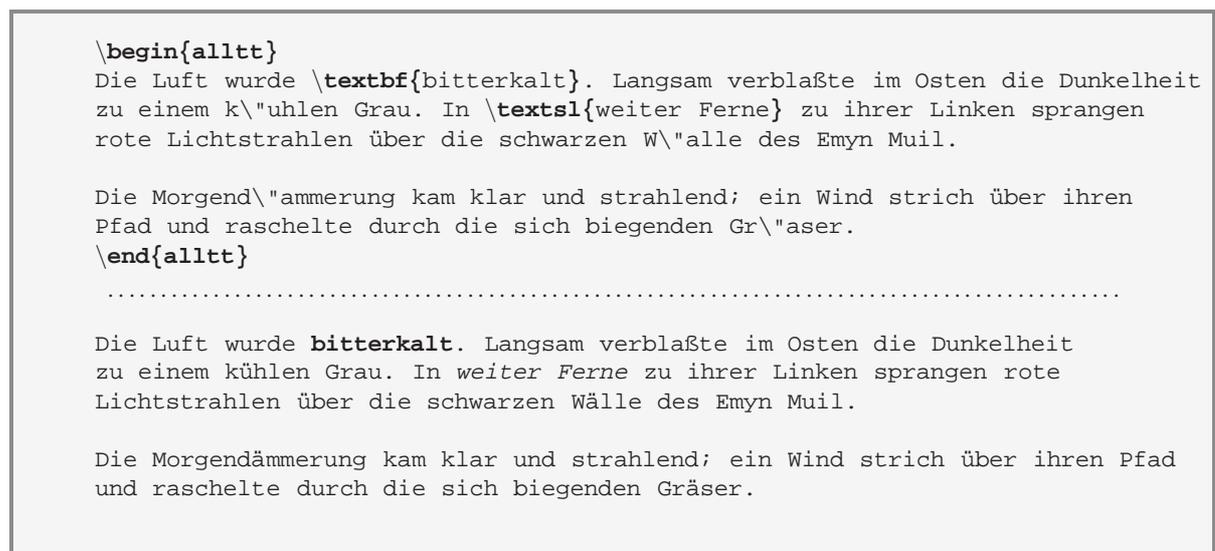 \begin{alltt}
Die Luft wurde \textbf{bitterkalt}. Langsam verblaßte im Osten die Dunkelheit
zu einem k\"uhlen Grau. In \textsl{weiter Ferne} zu ihrer Linken sprangen
rote Lichtstrahlen über die schwarzen W\"alle des Emyn Muil.

Die Morgend\"ammerung kam klar und strahlend; ein Wind strich über ihren
Pfad und raschelte durch die sich biegenden Gr\"aser.
\end{alltt}

Die Luft wurde bitterkalt. Langsam verblaßte im Osten die Dunkelheit
zu einem kühlen Grau. In weiter Ferne zu ihrer Linken sprangen rote
Lichtstrahlen über die schwarzen Wälle des Emyn Muil.

Die Morgendämmerung kam klar und strahlend; ein Wind strich über ihren Pfad
und raschelte durch die sich biegenden Gräser.